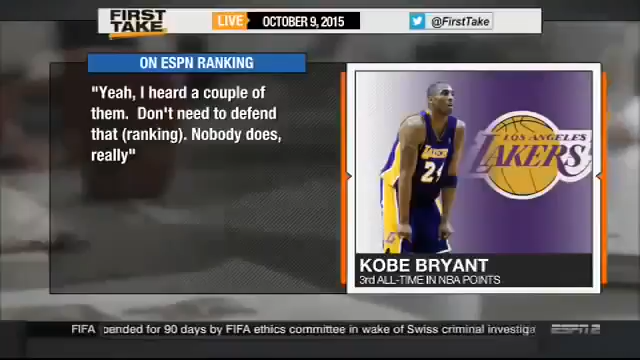 FIRST
TAKE
LIVE
OCTOBER 9, 2015
@FirstTake
ON ESPN RANKING
"Yeah, I heard a couple of
them. Don't need to defend
that (ranking). Nobody does,
really"
LOS ANGELES
LAKERS
LAKERS
24
KOBE BRYANT
3rd ALL-TIME IN NBA POINTS
FIFA
pended for 90 days by FIFA ethics committee in wake of Swiss criminal investiga
ESPN2